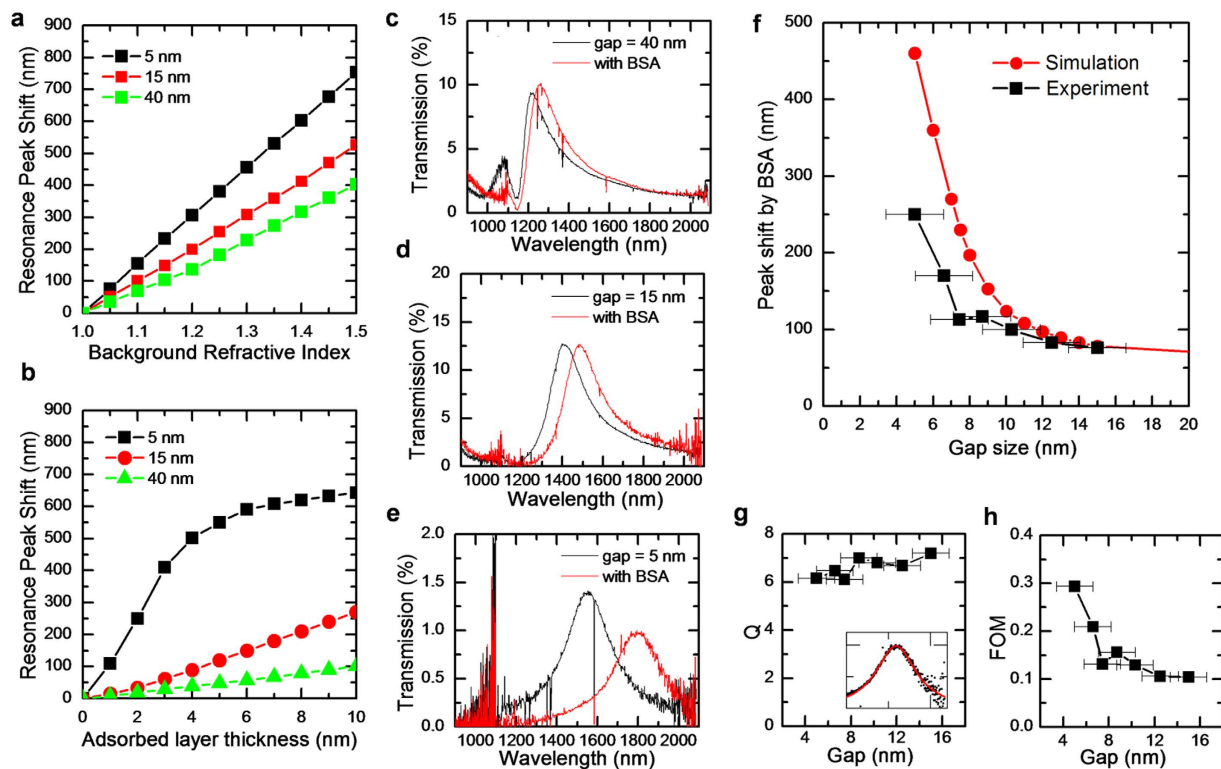 a
Resonance Peak Shift (nm)
900
800
700
600
500
400
300
200
100
0
5 nm
15 nm
40 nm
1.0 1.1 1.2 1.3 1.4 1.5
Background Refractive Index
b
Resonance Peak Shift (nm)
900
800
700
600
500
400
300
200
100
0
5 nm
15 nm
40 nm
0 2 4 6 8 10
Adsorbed layer thickness (nm)
c
Transmission (%)
15
10
5
0
gap = 40 nm
with BSA
1000 1200 1400 1600 1800 2000
Wavelength (nm)
d
Transmission (%)
20
15
10
5
0
gap = 15 nm
with BSA
1000 1200 1400 1600 1800 2000
Wavelength (nm)
e
Transmission (%)
2.0
1.5
1.0
0.5
0.0
gap = 5 nm
with BSA
1000 1200 1400 1600 1800 2000
Wavelength (nm)
f
Peak shift by BSA (nm)
500
400
300
200
100
0
Simulation
Experiment
0 2 4 6 8 10 12 14 16 18 20
Gap size (nm)
g
Q
8
6
4
2
0
4 8 12 16
Gap (nm)
h
FOM
0.4
0.3
0.2
0.1
0.0
4 8 12 16
Gap (nm)